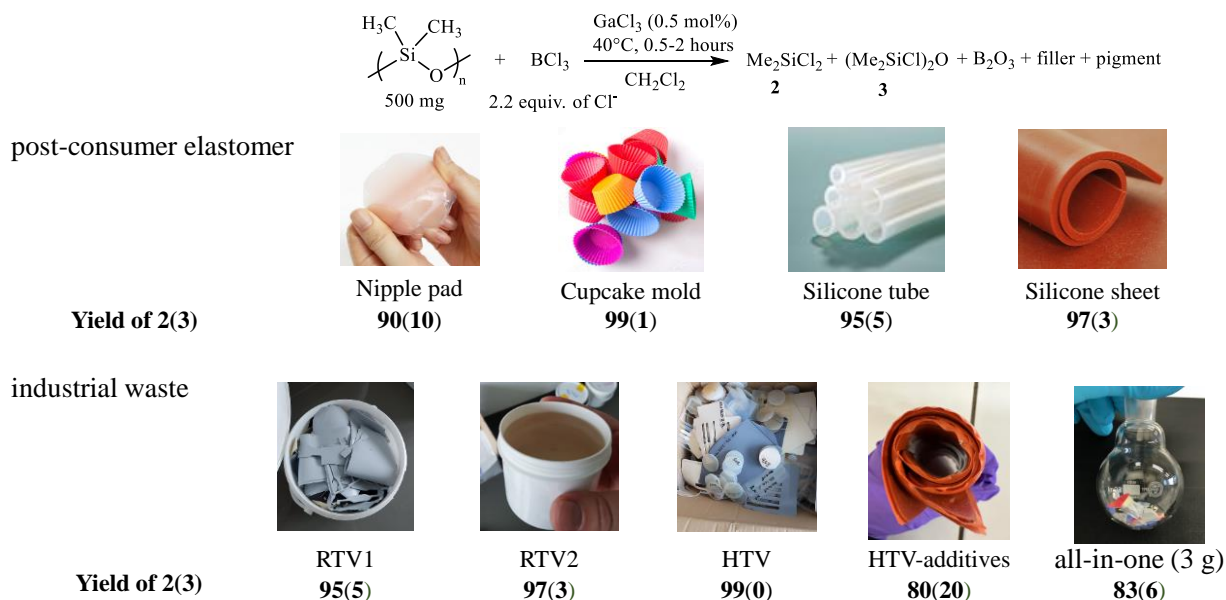 H₃C CH₃
Si
O
n
500 mg
+
BCl₃
2.2 equiv. of Cl⁻
GaCl₃ (0.5 mol%)
40°C, 0.5-2 hours
CH₂Cl₂
Me₂SiCl₂ + (Me₂SiCl)₂O + B₂O₃ + filler + pigment
2 3
post-consumer elastomer
Nipple pad Cupcake mold Silicone tube Silicone sheet
Yield of 2(3) 90(10) 99(1) 95(5) 97(3)
industrial waste
RTV1 RTV2 HTV HTV-additives all-in-one (3 g)
Yield of 2(3) 95(5) 97(3) 99(0) 80(20) 83(6)